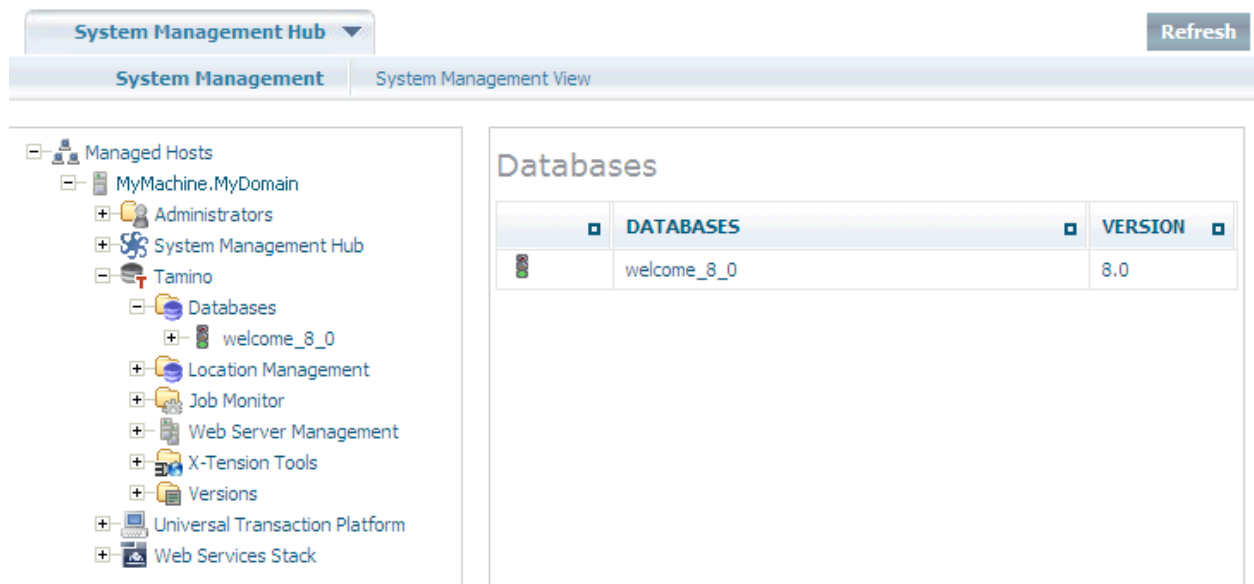 System Management Hub
Refresh
System Management
System Management View
Managed Hosts
MyMachine.MyDomain
Administrators
System Management Hub
Tamino
Databases
welcome_8_0
Location Management
Job Monitor
Web Server Management
X-Tension Tools
Versions
Universal Transaction Platform
Web Services Stack
Databases
DATABASES VERSION
welcome_8_0 8.0